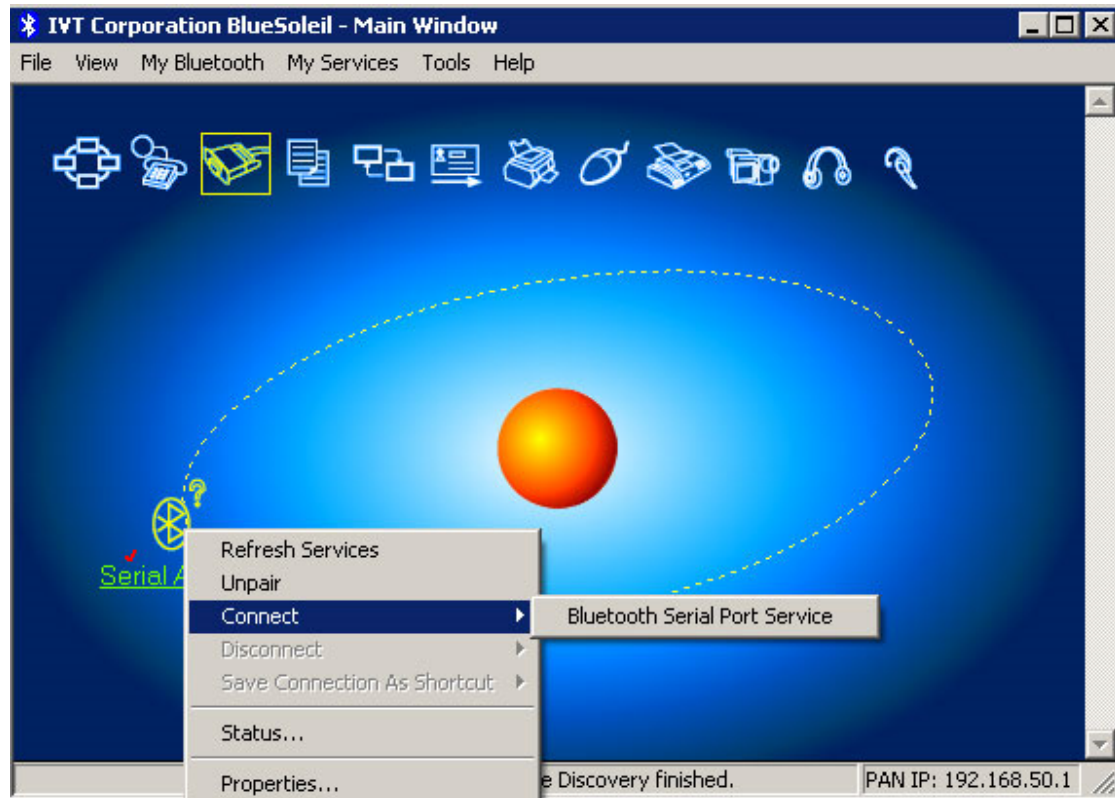 IVT Corporation BlueSoleil - Main Window
File View My Bluetooth My Services Tools Help
Serial
Refresh Services
Unpair
Connect
Bluetooth Serial Port Service
Disconnect
Save Connection As Shortcut
Status...
Properties...
Discovery finished.
PAN IP: 192.168.50.1